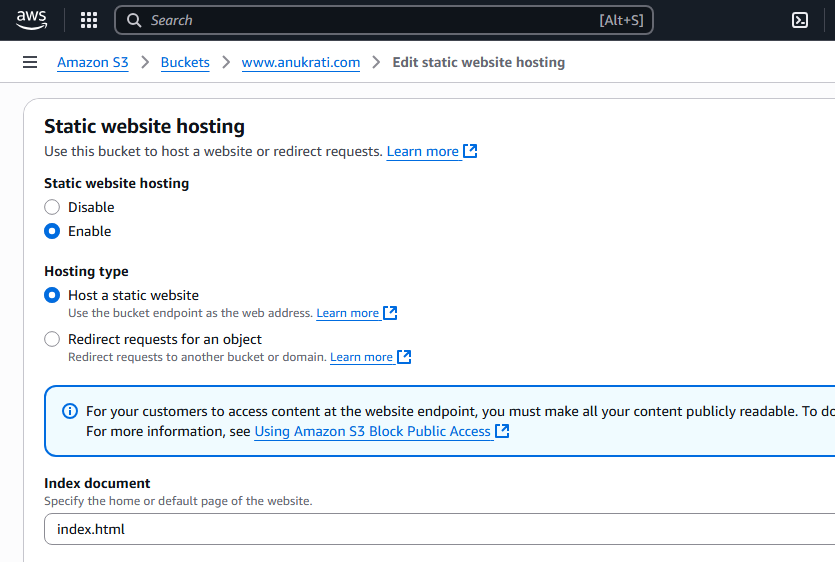 aws Search [Alt+S]
Amazon S3 > Buckets > www.anukrati.com > Edit static website hosting
Static website hosting
Use this bucket to host a website or redirect requests. Learn more
Static website hosting
Disable
Enable
Hosting type
Host a static website
Use the bucket endpoint as the web address. Learn more
Redirect requests for an object
Redirect requests to another bucket or domain. Learn more
For your customers to access content at the website endpoint, you must make all your content publicly readable. To do
For more information, see Using Amazon S3 Block Public Access
Index document
Specify the home or default page of the website.
index.html